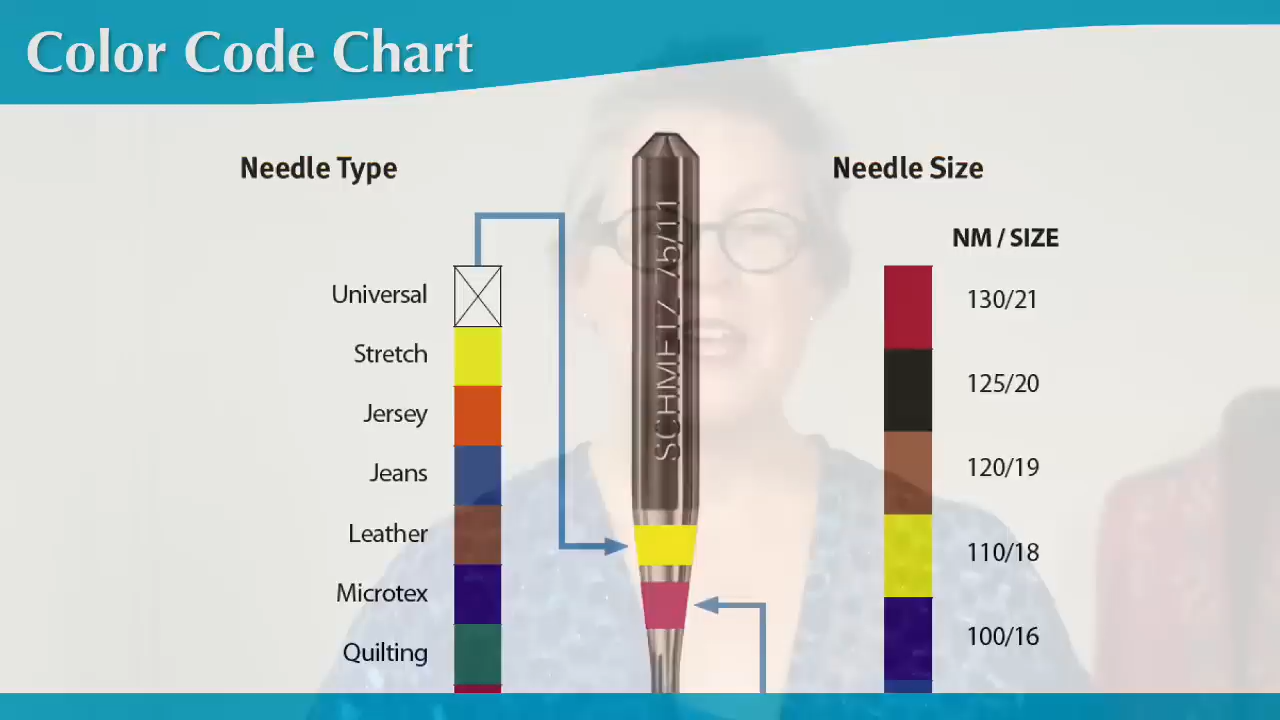 Color Code Chart
Needle Type
Needle Size
NM / SIZE
Universal
Stretch
Jersey
Jeans
Leather
Microtex
Quilting
SCHMETZ 75/11
130/21
125/20
120/19
110/18
100/16